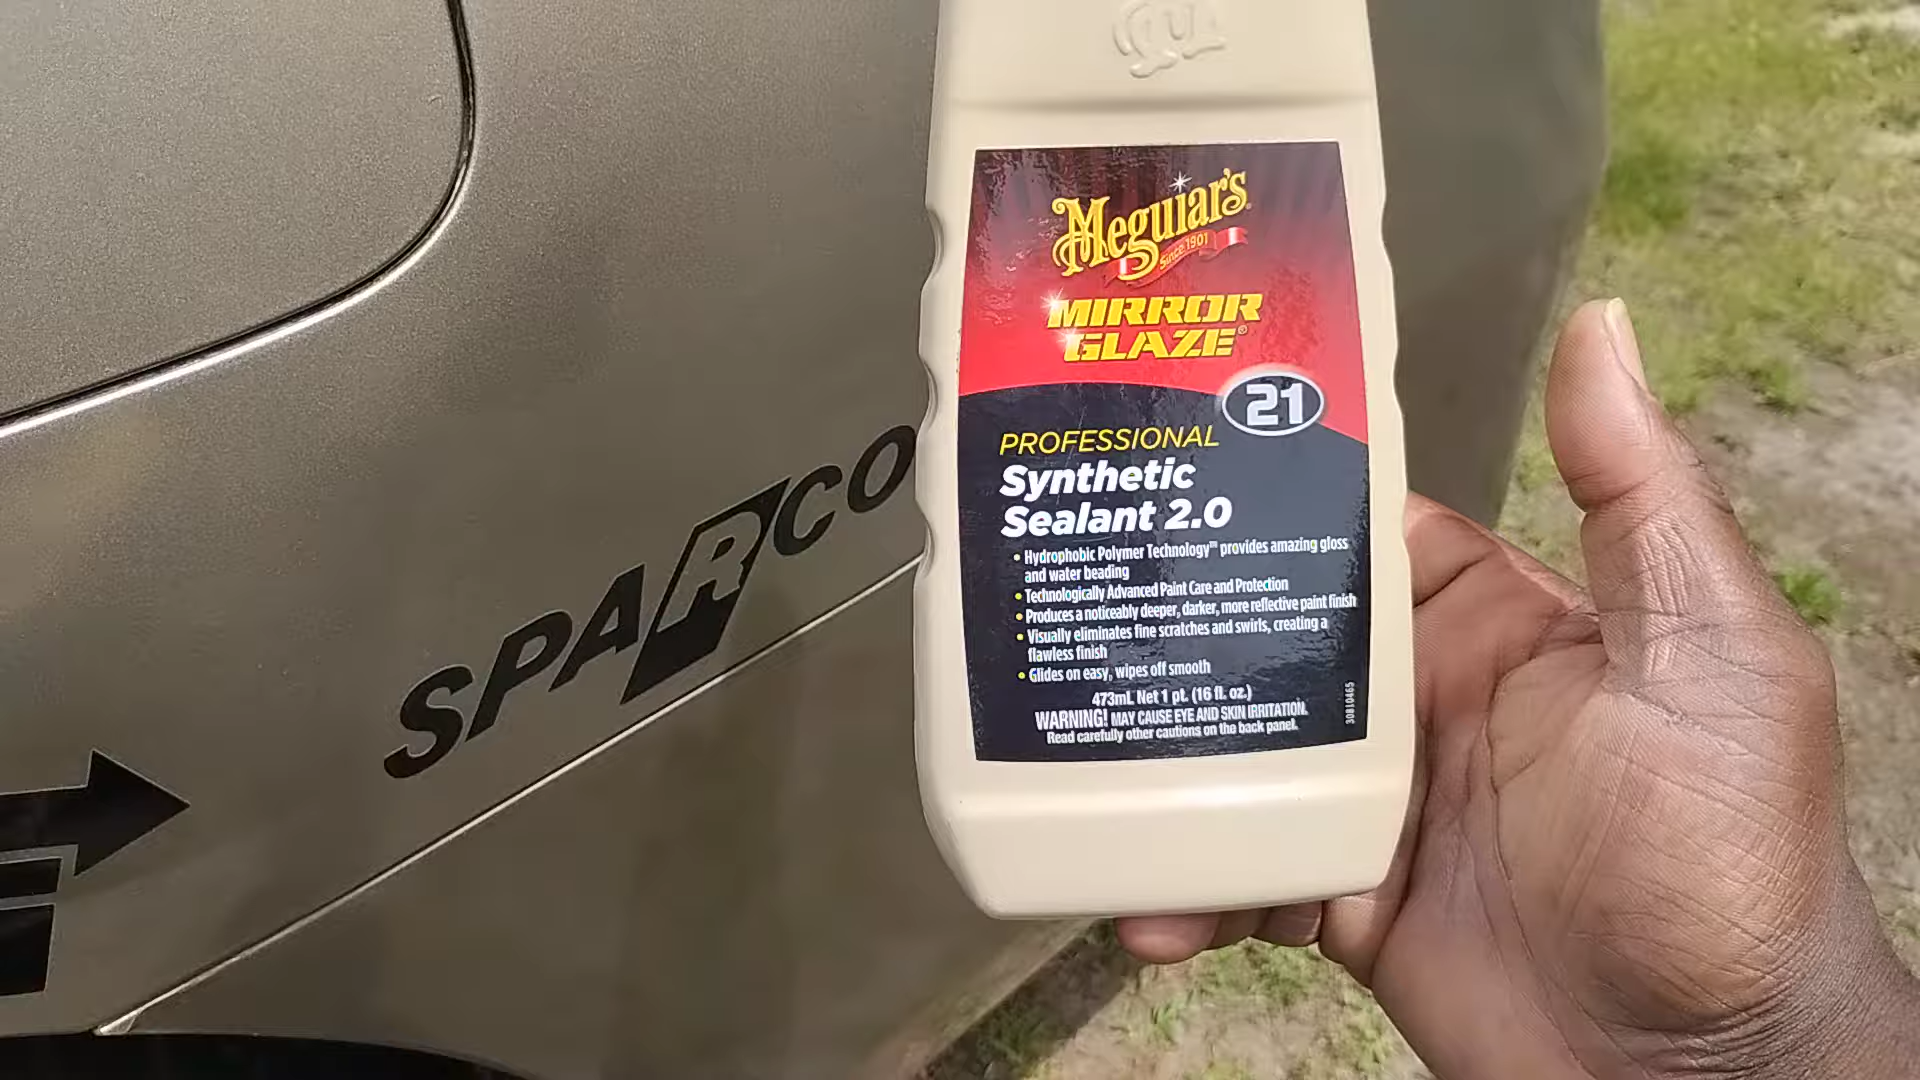 SPARCO
Meguiar's
Since 1901
MIRROR
GLAZE®
21
PROFESSIONAL
Synthetic
Sealant 2.0
• Hydrophobic Polymer Technology™ provides amazing gloss
and water beading
• Technologically Advanced Paint Care and Protection
• Produces a noticeably deeper, darker, more reflective paint finish
• Visually eliminates fine scratches and swirls, creating a
flawless finish
• Glides on easy, wipes off smooth
473mL Net 1 pt. (16 fl. oz.)
WARNING! MAY CAUSE EYE AND SKIN IRRITATION.
Read carefully other cautions on the back panel.
30810465